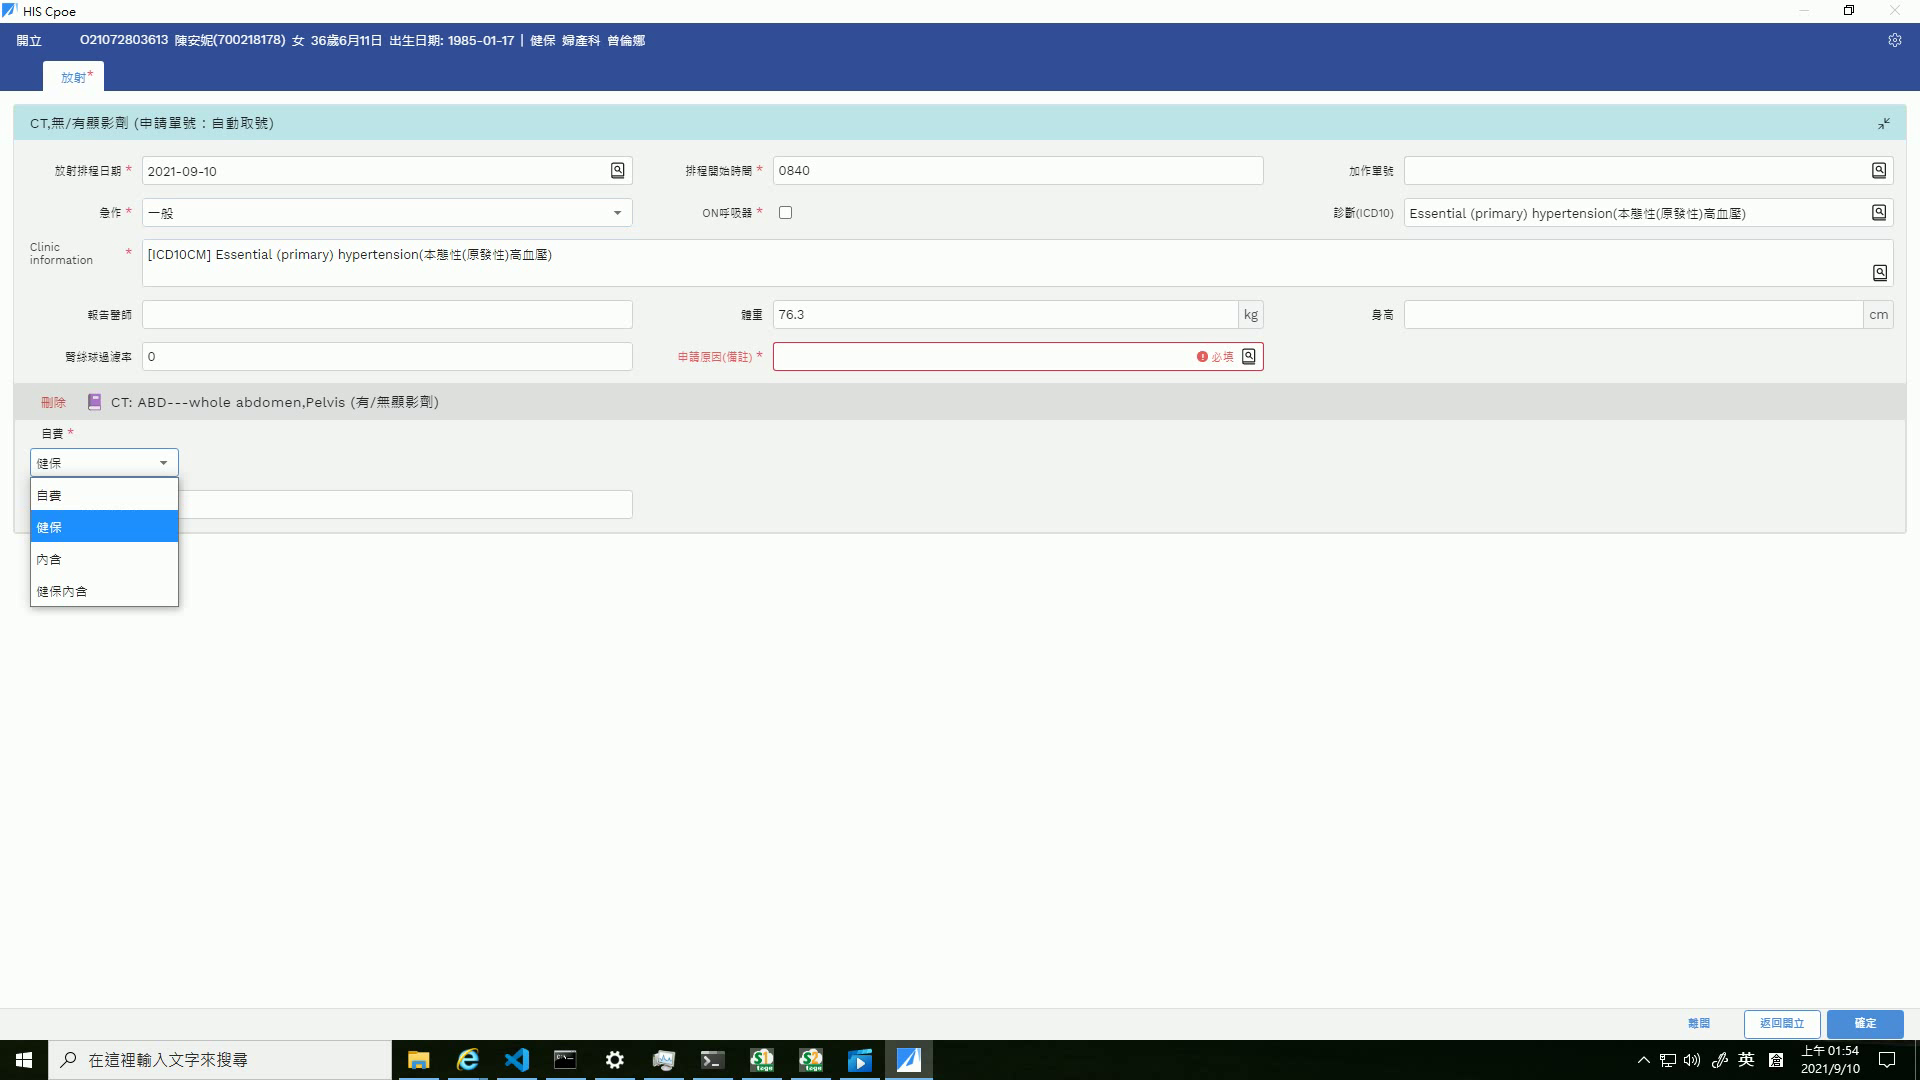 HIS Cpoe
開立 O21072803613 陳安妮(700218178) 女 36歲6月11日 出生日期: 1985-01-17 | 健保 婦產科 曾倫娜
放射*
CT,無/有顯影劑 (申請單號：自動取號)
放射排程日期 * 2021-09-10 排程開始時間 * 0840 加作單號
急作 * 一般 ON呼吸器 * 診斷(ICD10) Essential (primary) hypertension(本態性(原發性)高血壓)
Clinic information * [ICD10CM] Essential (primary) hypertension(本態性(原發性)高血壓)
報告醫師 體重 76.3 kg 身高 cm
腎絲球過濾率 0 申請原因(備註) * 必填
刪除 CT: ABD---whole abdomen,Pelvis (有/無顯影劑)
自費 *
健保
自費
健保
內含
健保內含
離開 返回開立 確定
在這裡輸入文字來搜尋
英
上午 01:54
2021/9/10